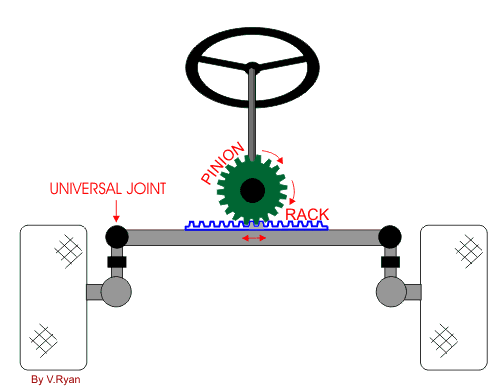 PINION
UNIVERSAL JOINT
RACK
By V.Ryan